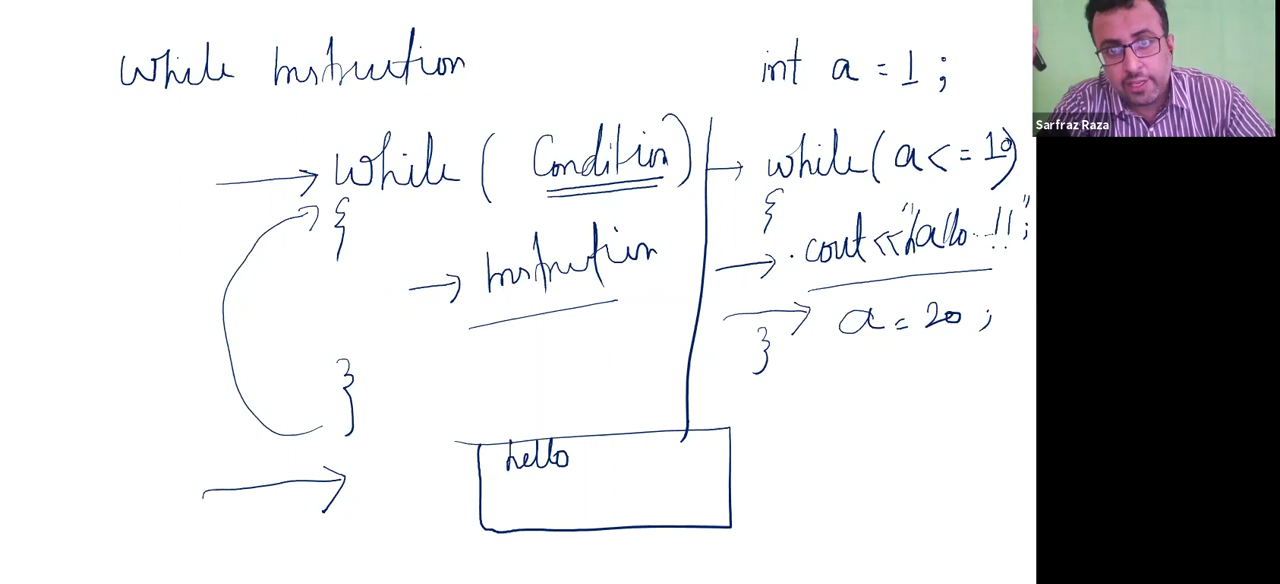 While Instruction
while ( Condition )
{
Instruction
}
hello
int a = 1 ;
while ( a <= 10 )
{
cout << "hello !!";
a = 20 ;
}
Sarfraz Raza